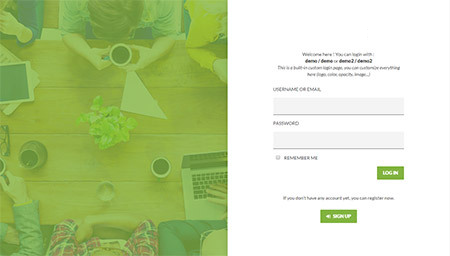 Welcome here ! You can login with :
demo / demo or demo2 / demo2
This is a built-in custom login page, you can customize everything
here (logo, color, opacity, image...)
USERNAME OR EMAIL
PASSWORD
REMEMBER ME
LOG IN
If you don't have any account yet, you can register now.
SIGN UP